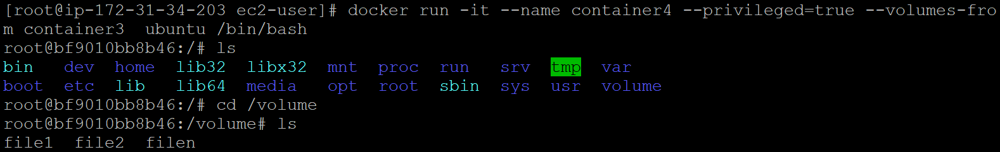 [root@ip-172-31-34-203 ec2-user]# docker run -it --name container4 --privileged=true --volumes-fro
m container3  ubuntu /bin/bash
root@bf9010bb8b46:/# ls
bin   dev  home  lib32  libx32  mnt  proc  run   srv  tmp  var
boot  etc  lib   lib64  media   opt  root  sbin  sys  usr  volume
root@bf9010bb8b46:/# cd /volume
root@bf9010bb8b46:/volume# ls
file1  file2  filen